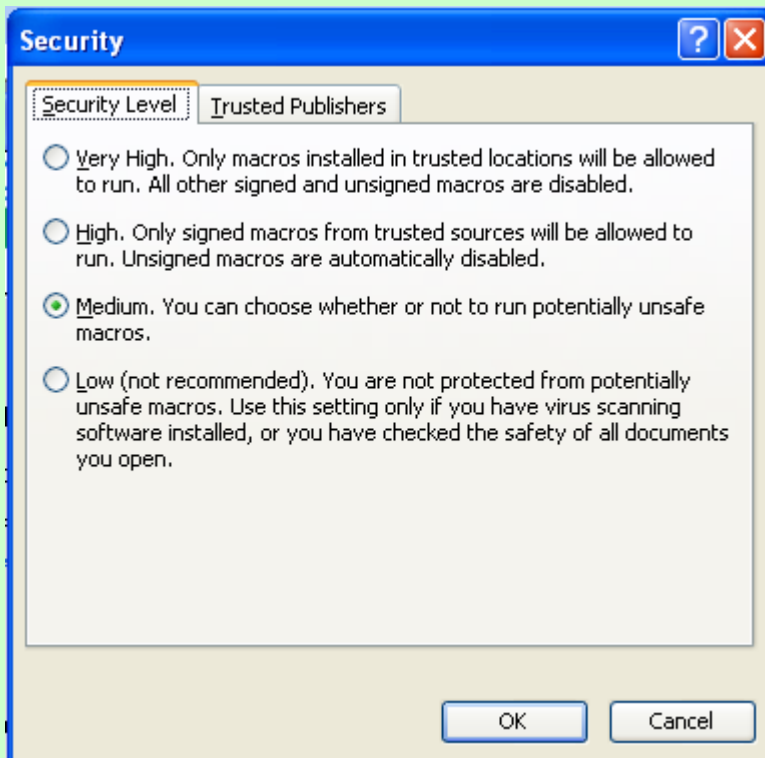 Security
Security Level
Trusted Publishers
Very High. Only macros installed in trusted locations will be allowed
to run. All other signed and unsigned macros are disabled.
High. Only signed macros from trusted sources will be allowed to
run. Unsigned macros are automatically disabled.
Medium. You can choose whether or not to run potentially unsafe
macros.
Low (not recommended). You are not protected from potentially
unsafe macros. Use this setting only if you have virus scanning
software installed, or you have checked the safety of all documents
you open.
OK
Cancel